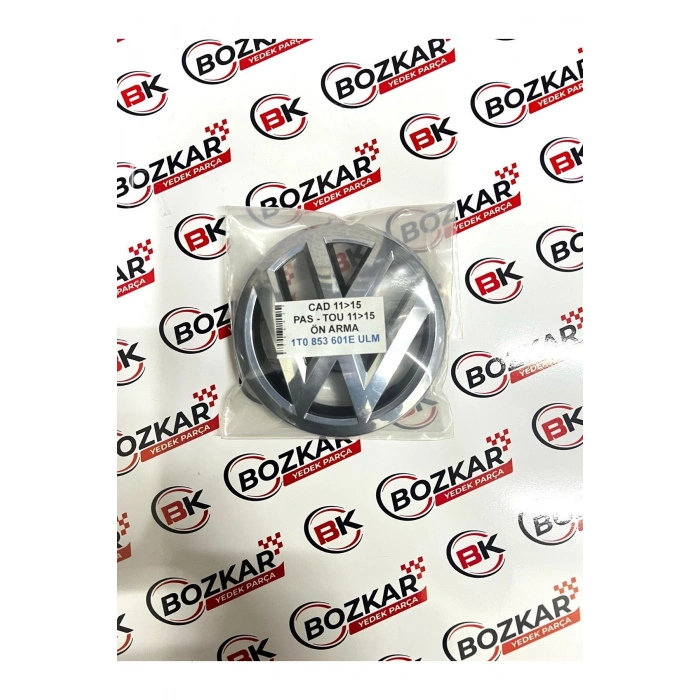 BOZKAR
YEDEK PARÇA
BK
CAD 11>15
PAS - TOU 11>15
ÖN ARMA
1T0 853 601E ULM